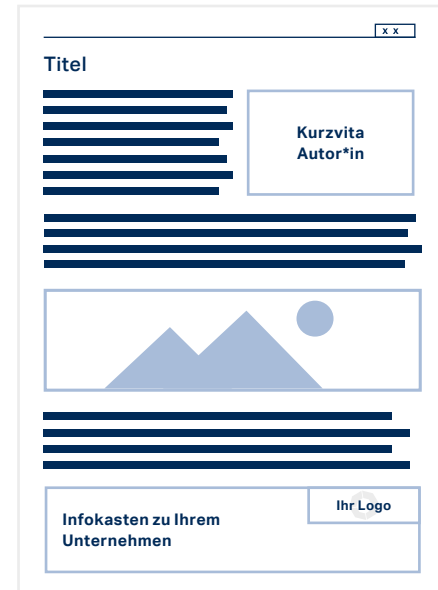 x x
Titel
Kurzvita
Autor*in
Ihr Logo
Infokasten zu Ihrem
Unternehmen